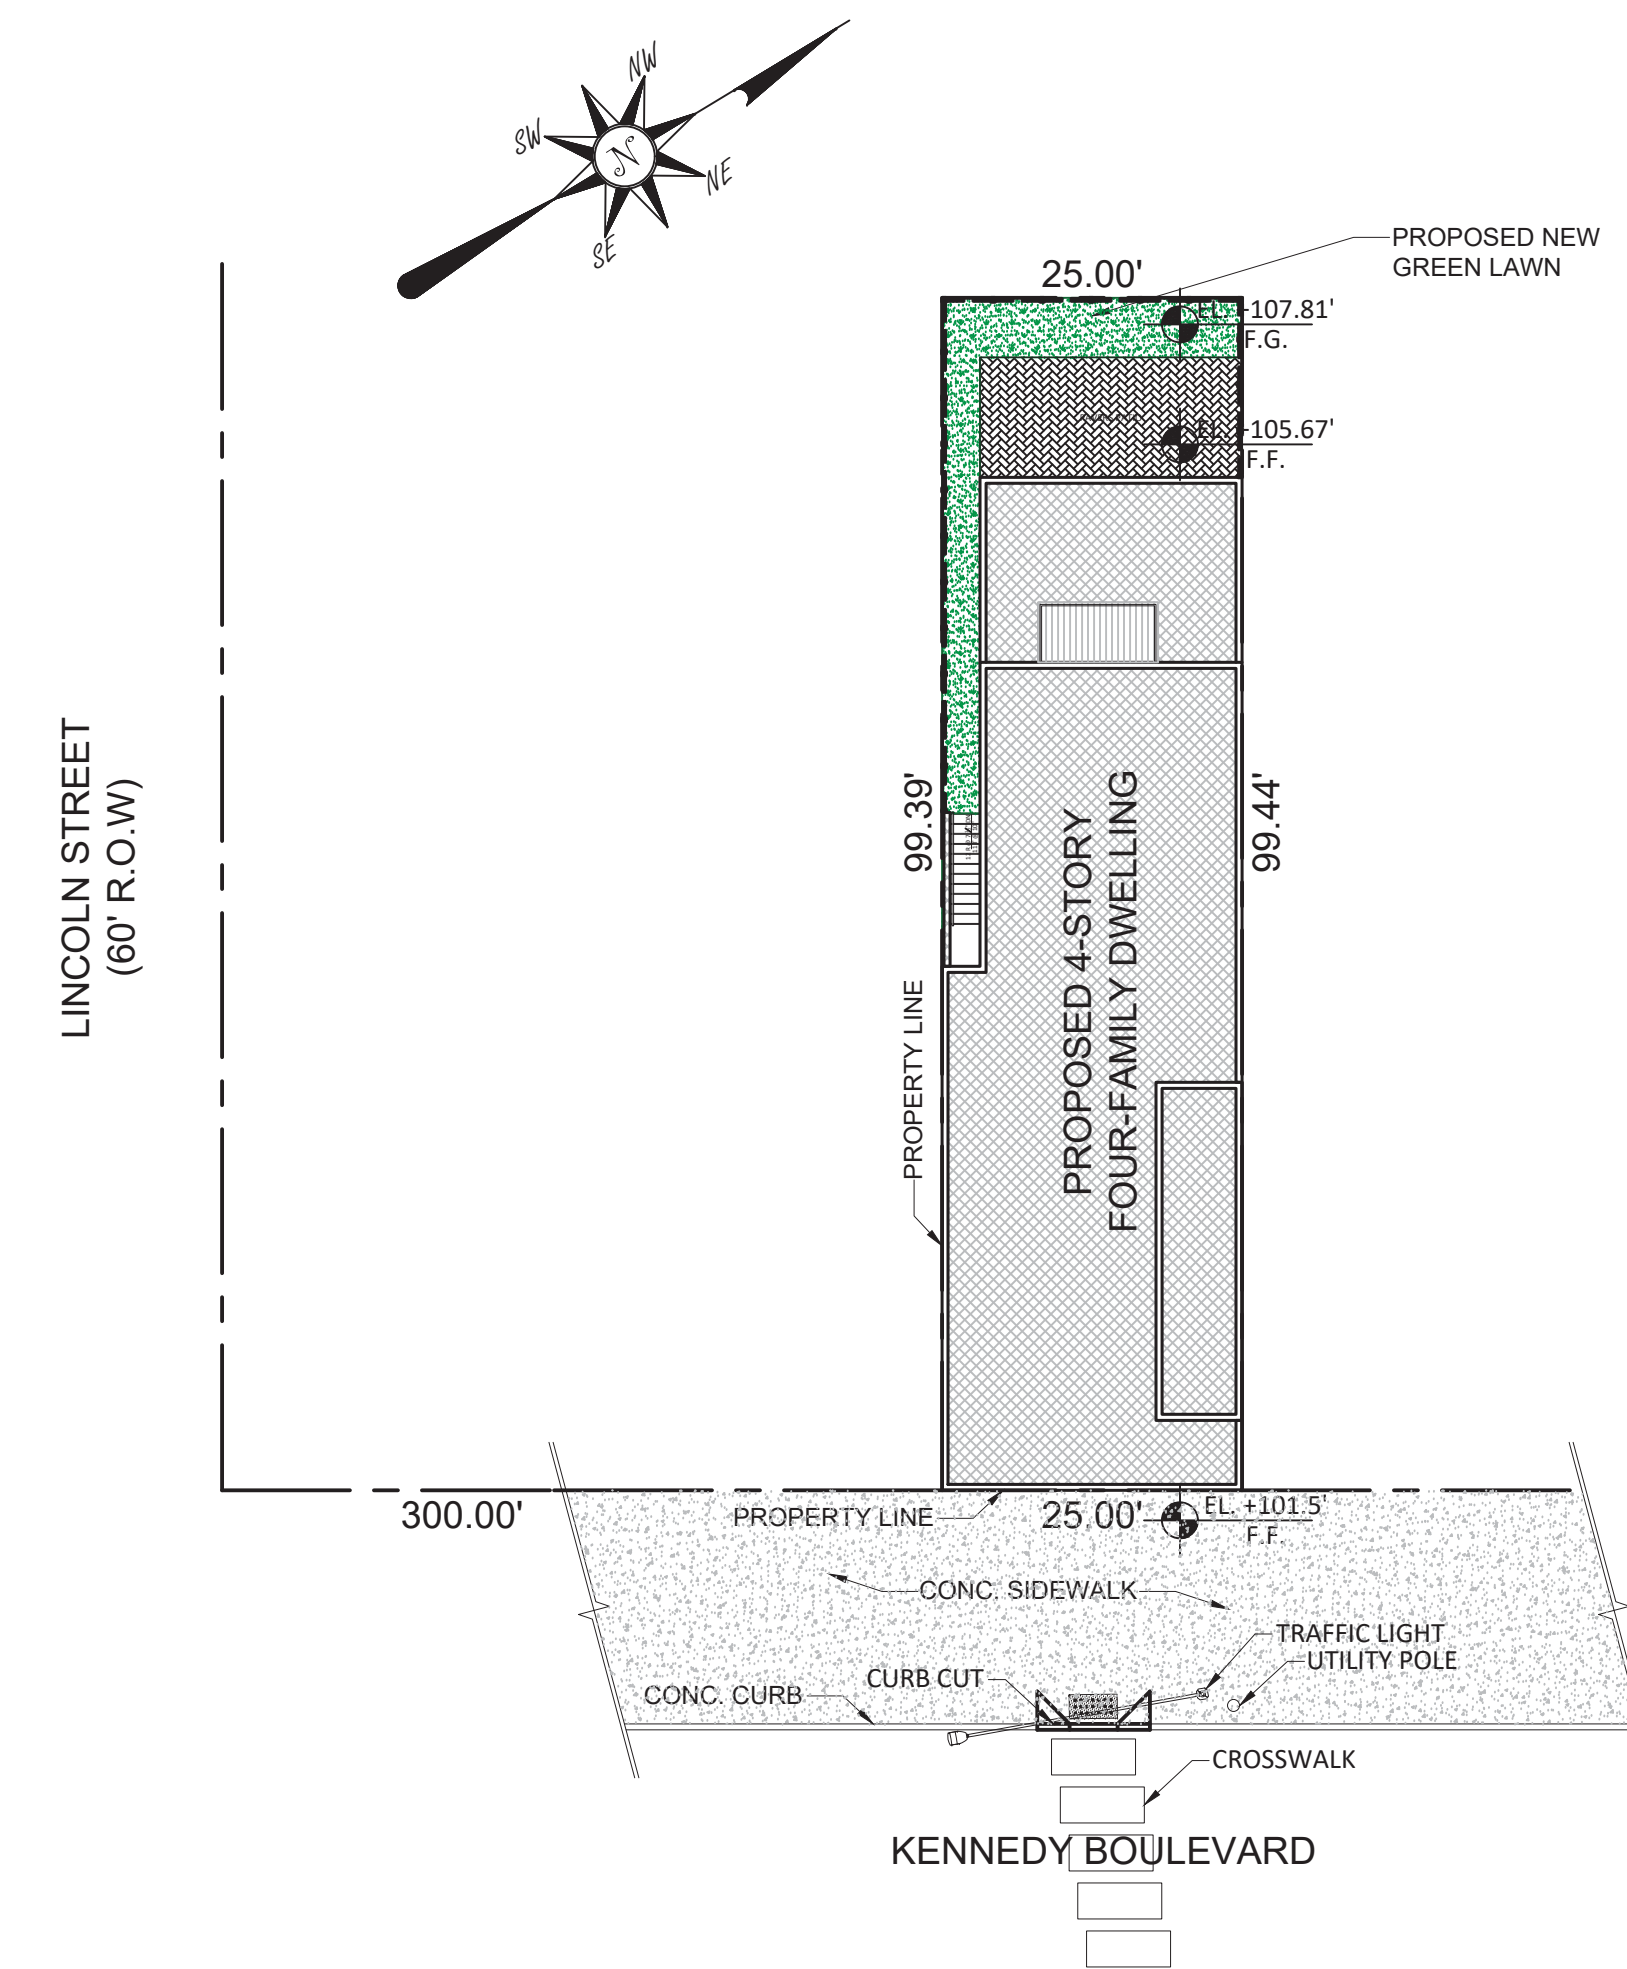 NW
SW
N
NE
SE
PROPOSED NEW
GREEN LAWN
25.00'
EL. +107.81'
F.G.
EL. +105.67'
F.F.
LINCOLN STREET
(60' R.O.W)
99.39'
99.44'
PROPOSED 4-STORY
FOUR-FAMILY DWELLING
PROPERTY LINE
300.00'
PROPERTY LINE
25.00'
EL. +101.5'
F.F.
CONC. SIDEWALK
TRAFFIC LIGHT
UTILITY POLE
CURB CUT
CONC. CURB
CROSSWALK
KENNEDY BOULEVARD